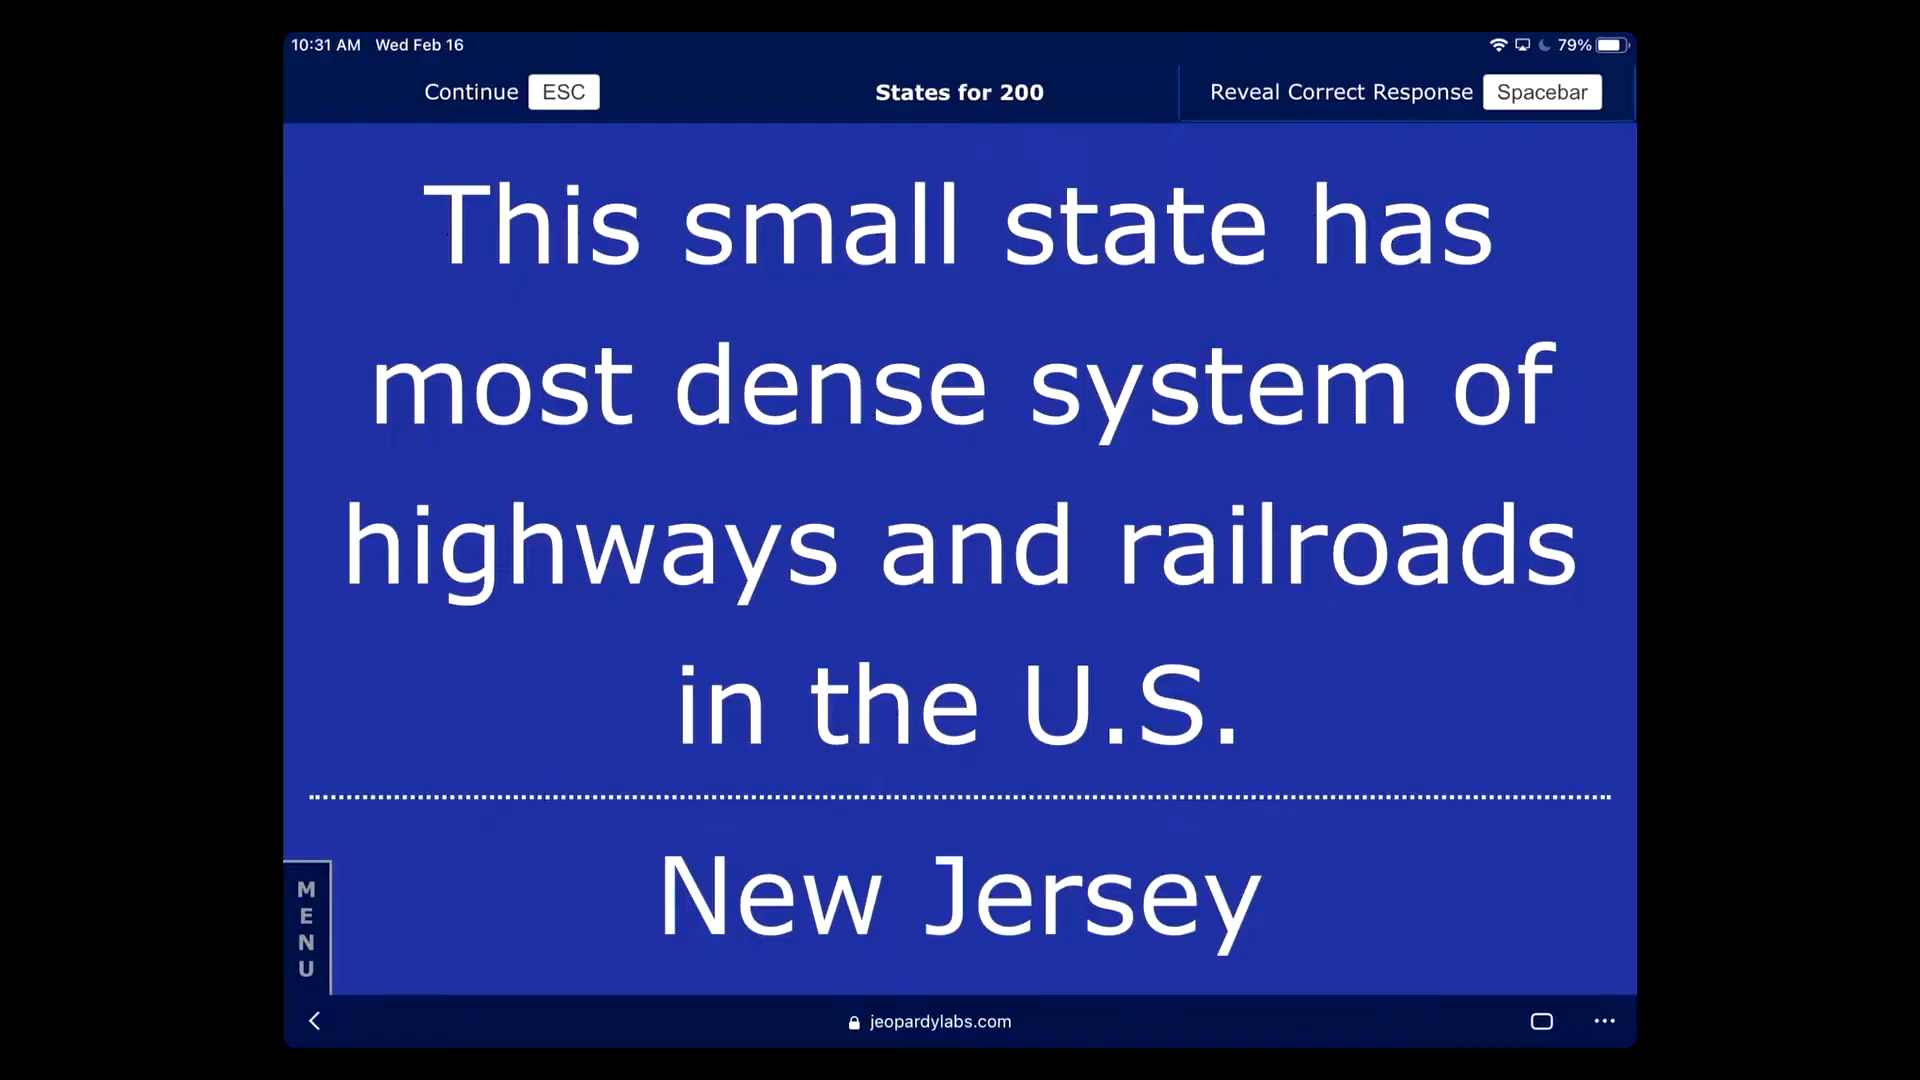 10:31 AM Wed Feb 16 79%
Continue ESC States for 200 Reveal Correct Response Spacebar
This small state has
most dense system of
highways and railroads
in the U.S.
New Jersey
MENU
jeopardylabs.com